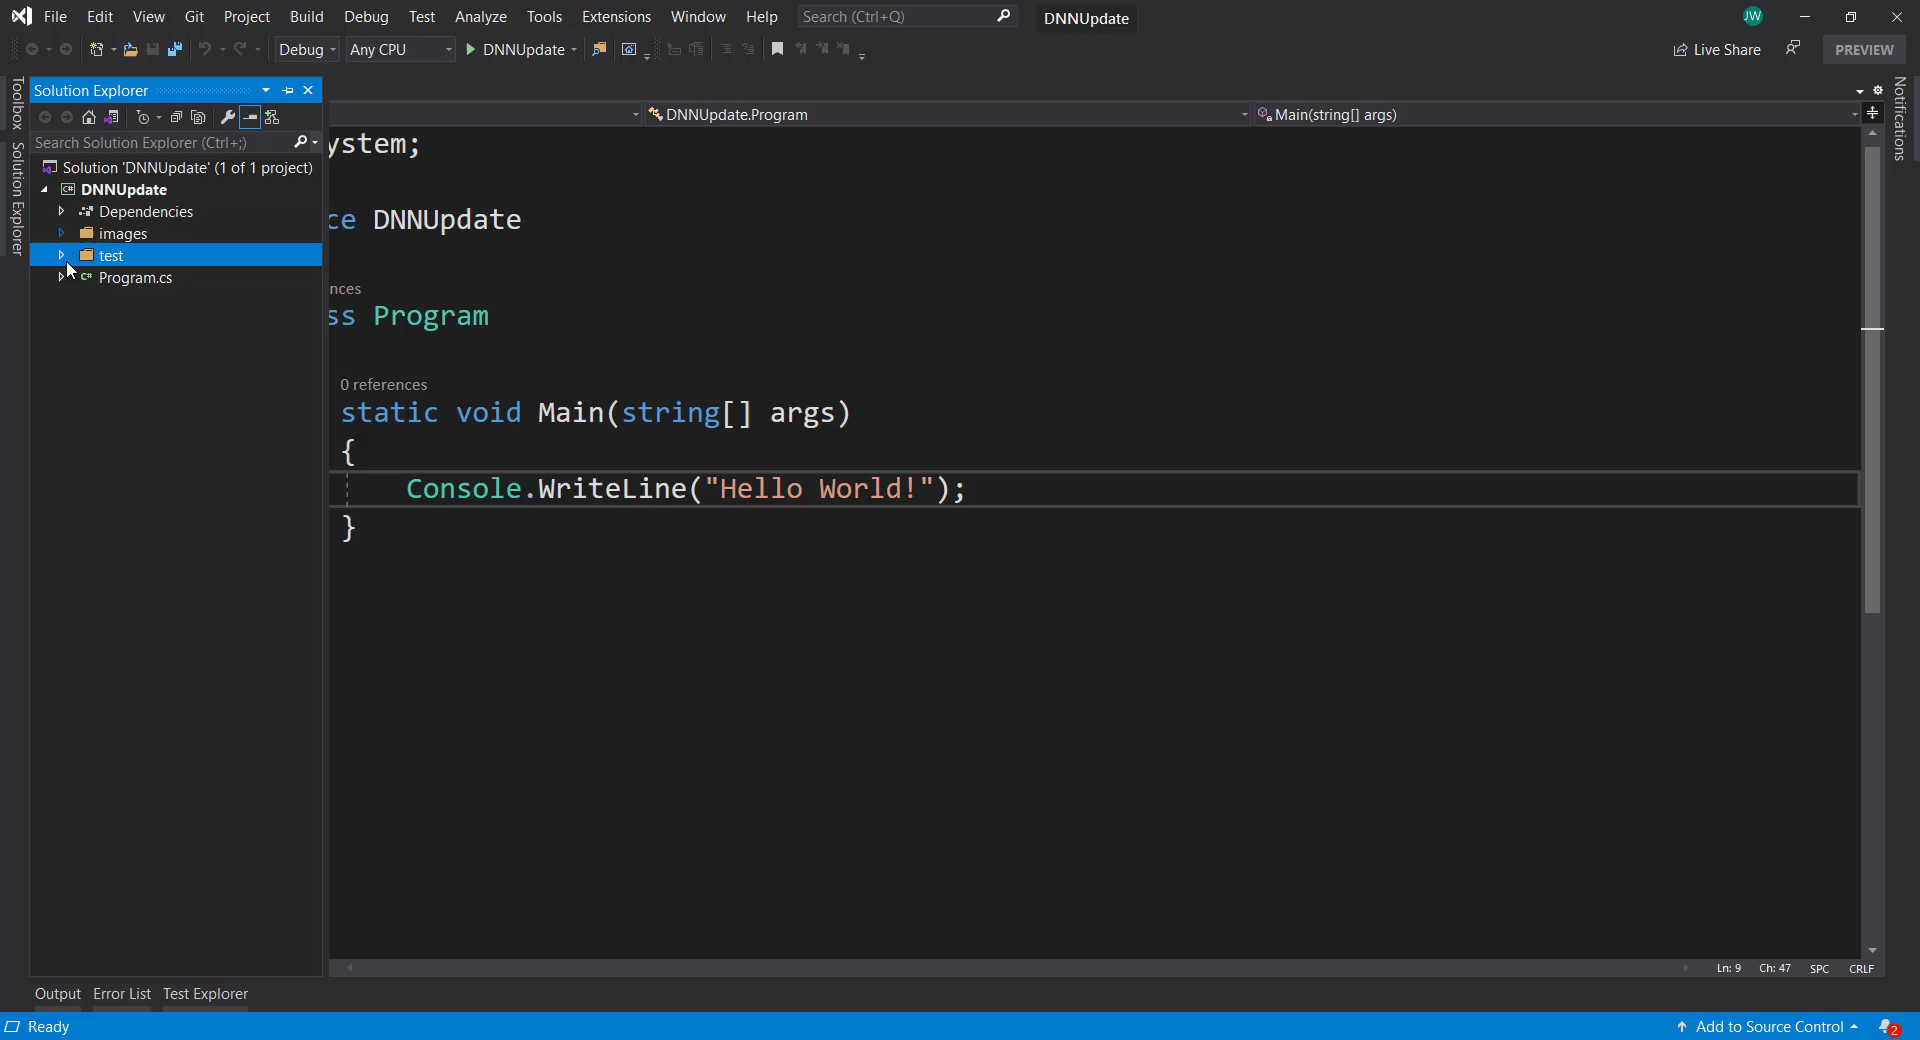 File Edit View Git Project Build Debug Test Analyze Tools Extensions Window Help Search (Ctrl+Q) DNNUpdate JW
Debug Any CPU DNNUpdate Live Share PREVIEW
Toolbox
Solution Explorer
Solution Explorer
Search Solution Explorer (Ctrl+;)
Solution 'DNNUpdate' (1 of 1 project)
C# DNNUpdate
Dependencies
images
test
C# Program.cs
DNNUpdate.Program
Main(string[] args)
ystem;
ce DNNUpdate
nces
ss Program
0 references
static void Main(string[] args)
{
Console.WriteLine("Hello World!");
}
Notifications
Ln: 9 Ch: 47 SPC CRLF
Output Error List Test Explorer
Ready
Add to Source Control 2